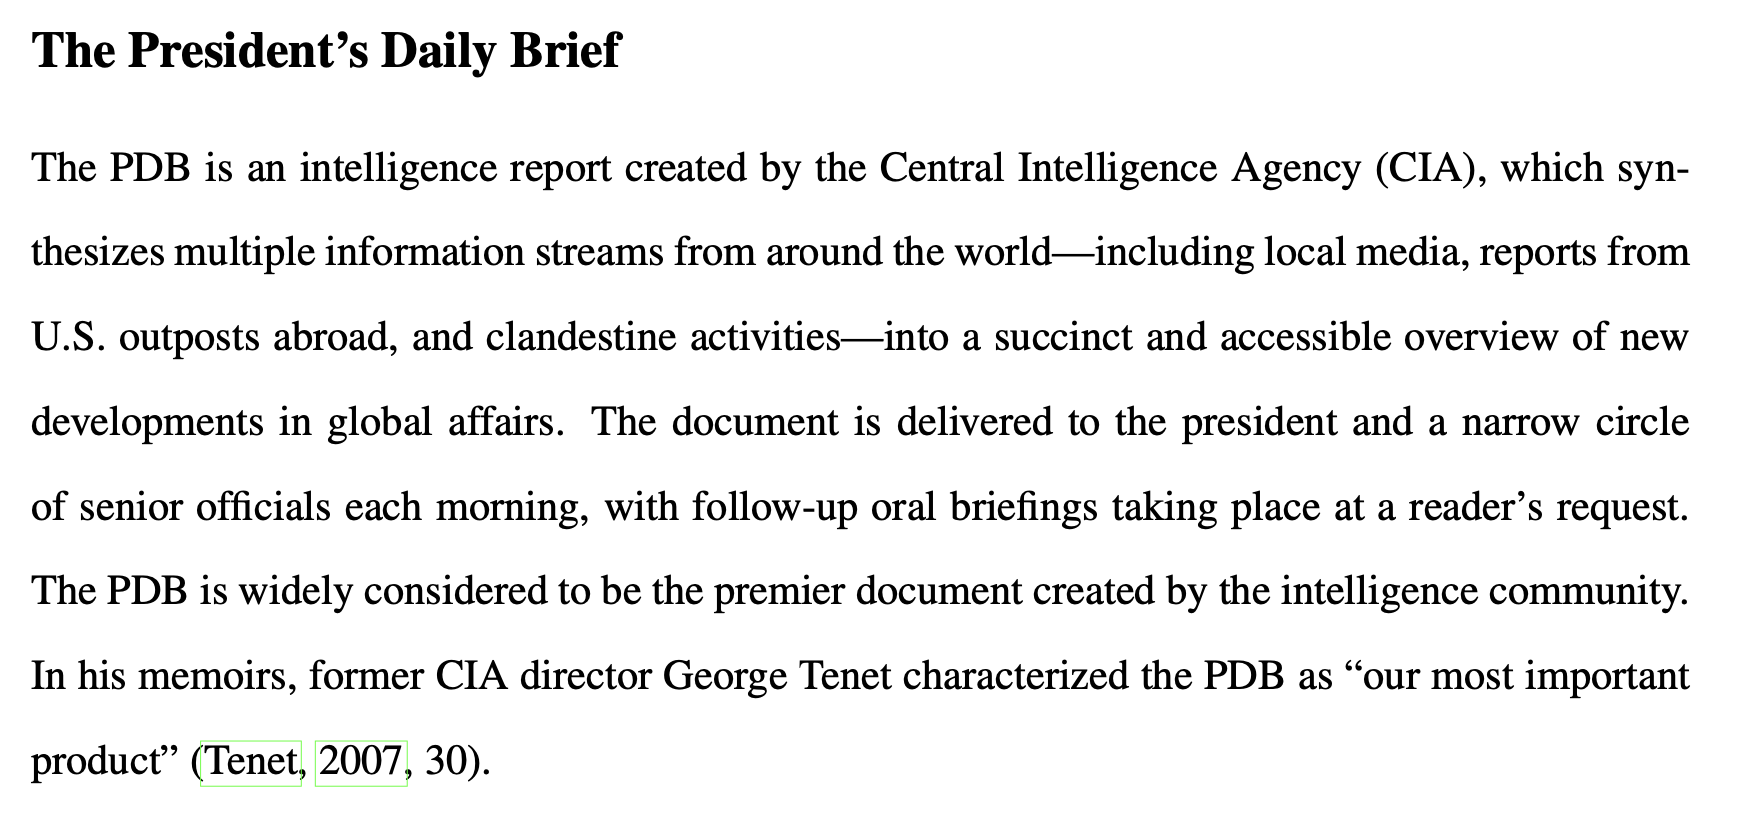 The President’s Daily Brief
The PDB is an intelligence report created by the Central Intelligence Agency (CIA), which syn-
thesizes multiple information streams from around the world—including local media, reports from
U.S. outposts abroad, and clandestine activities—into a succinct and accessible overview of new
developments in global affairs. The document is delivered to the president and a narrow circle
of senior officials each morning, with follow-up oral briefings taking place at a reader’s request.
The PDB is widely considered to be the premier document created by the intelligence community.
In his memoirs, former CIA director George Tenet characterized the PDB as “our most important
product” (Tenet, 2007, 30).